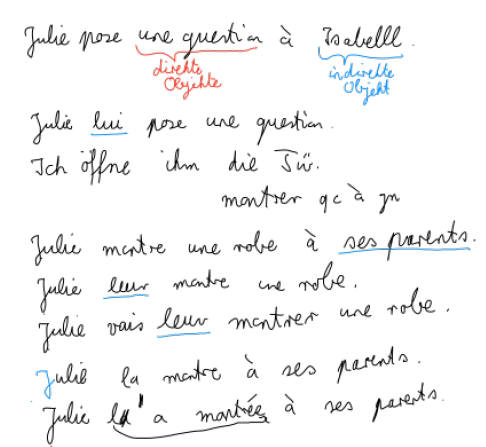 Julie pose une question à Isabelll.
direkte indirekte
Objekte Objekt
Julie lui pose une question.
Ich öffne ihm die Tür.
montrer qc à qn
Julie montre une robe à ses parents.
Julie leur montre une robe.
Julie vais leur montrer une robe.
Julie la montre à ses parents.
Julie l' a montrée à ses parents.